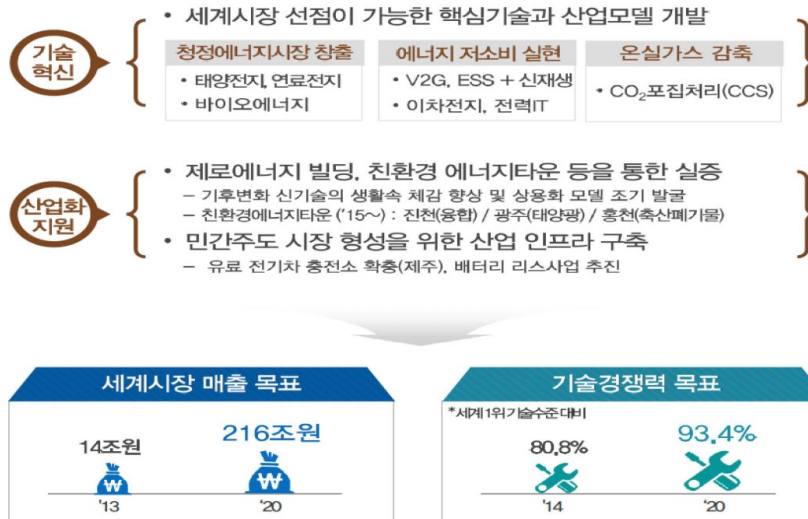 • 세계시장 선점이 가능한 핵심기술과 산업모델 개발
기술
혁신
청정에너지시장 창출
• 태양전지, 연료전지
• 바이오에너지
에너지 저소비 실현
• V2G, ESS + 신재생
• 이차전지, 전력IT
온실가스 감축
• CO₂포집처리(CCS)
산업화
지원
• 제로에너지 빌딩, 친환경 에너지타운 등을 통한 실증
– 기후변화 신기술의 생활속 체감 향상 및 상용화 모델 조기 발굴
– 친환경에너지타운 ('15~) : 진천(융합) / 광주(태양광) / 홍천(축산폐기물)
• 민간주도 시장 형성을 위한 산업 인프라 구축
– 유료 전기차 충전소 확충(제주), 배터리 리스사업 추진
세계시장 매출 목표
14조원
216조원
₩
₩
'13
'20
기술경쟁력 목표
*세계 1위 기술수준 대비
80.8%
93.4%
'14
'20